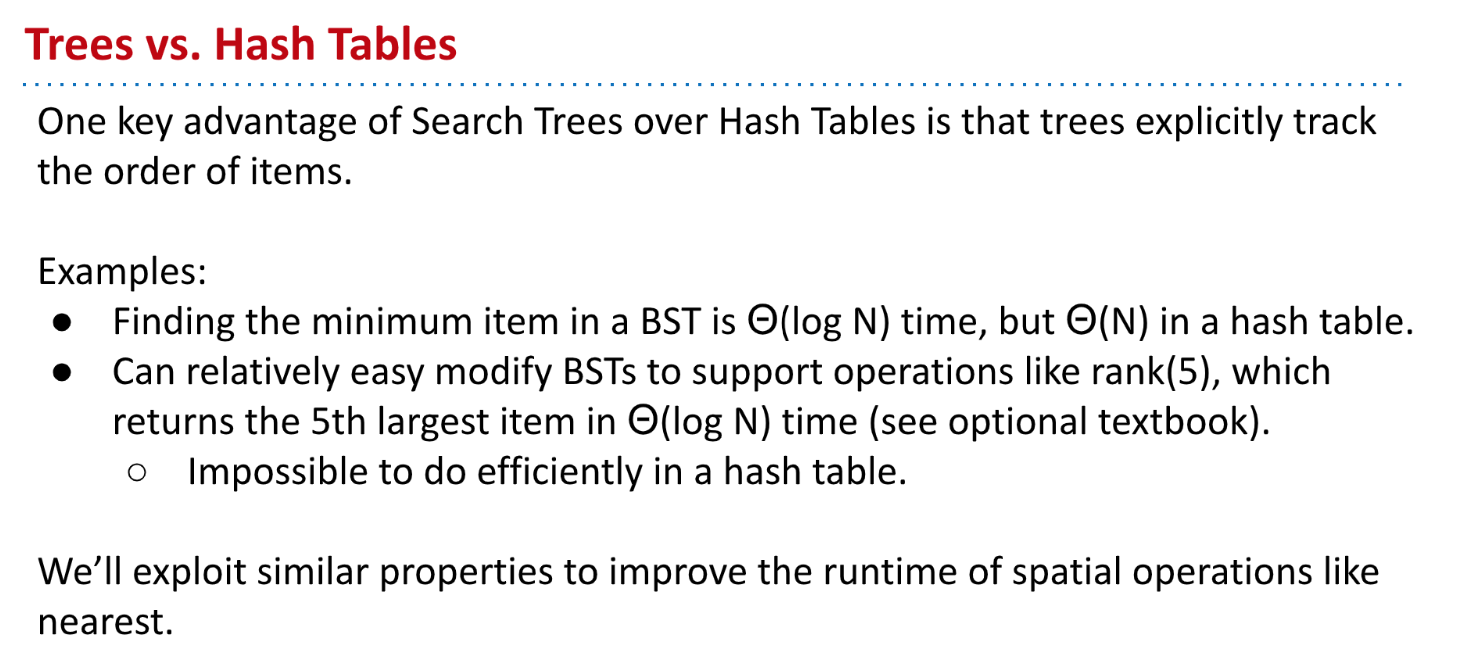 Trees vs. Hash Tables
One key advantage of Search Trees over Hash Tables is that trees explicitly track
the order of items.
Examples:
● Finding the minimum item in a BST is Θ(log N) time, but Θ(N) in a hash table.
● Can relatively easy modify BSTs to support operations like rank(5), which
returns the 5th largest item in Θ(log N) time (see optional textbook).
○ Impossible to do efficiently in a hash table.
We’ll exploit similar properties to improve the runtime of spatial operations like
nearest.